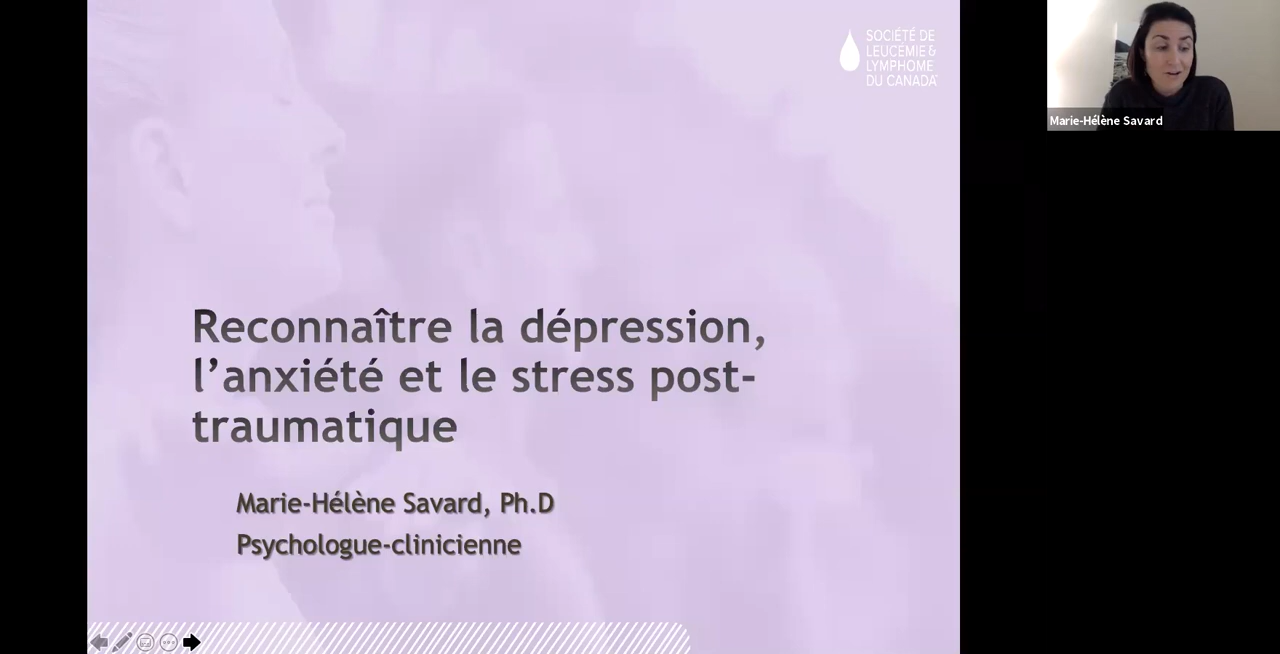 SOCIÉTÉ DE
LEUCÉMIE &
LYMPHOME
DU CANADA
Marie-Hélène Savard
Reconnaître la dépression,
l’anxiété et le stress post-
traumatique
Marie-Hélène Savard, Ph.D
Psychologue-clinicienne